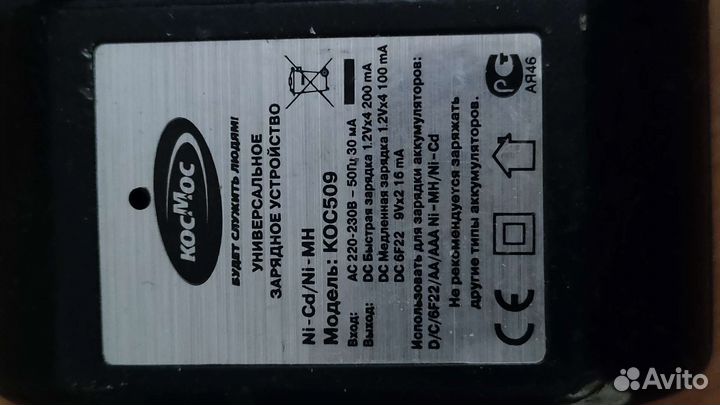 КОСМОС
БУДЕТ СЛУЖИТЬ ЛЮДЯМ!
УНИВЕРСАЛЬНОЕ
ЗАРЯДНОЕ УСТРОЙСТВО
Ni-Cd/Ni-MH
Модель: КОС509
Вход: AC 220-230В ~ 50Гц 30 мА
Выход: DC Быстрая зарядка 1.2Vx4 200 mA
DC Медленная зарядка 1.2Vx4 100 mA
DC 6F22 9Vx2 16 mA
Использовать для зарядки аккумуляторов:
D/C/6F22/AA/AAA Ni-MH/Ni-Cd
Не рекомендуется заряжать
другие типы аккумуляторов.
CE
РСТ
АЯ46
Avito